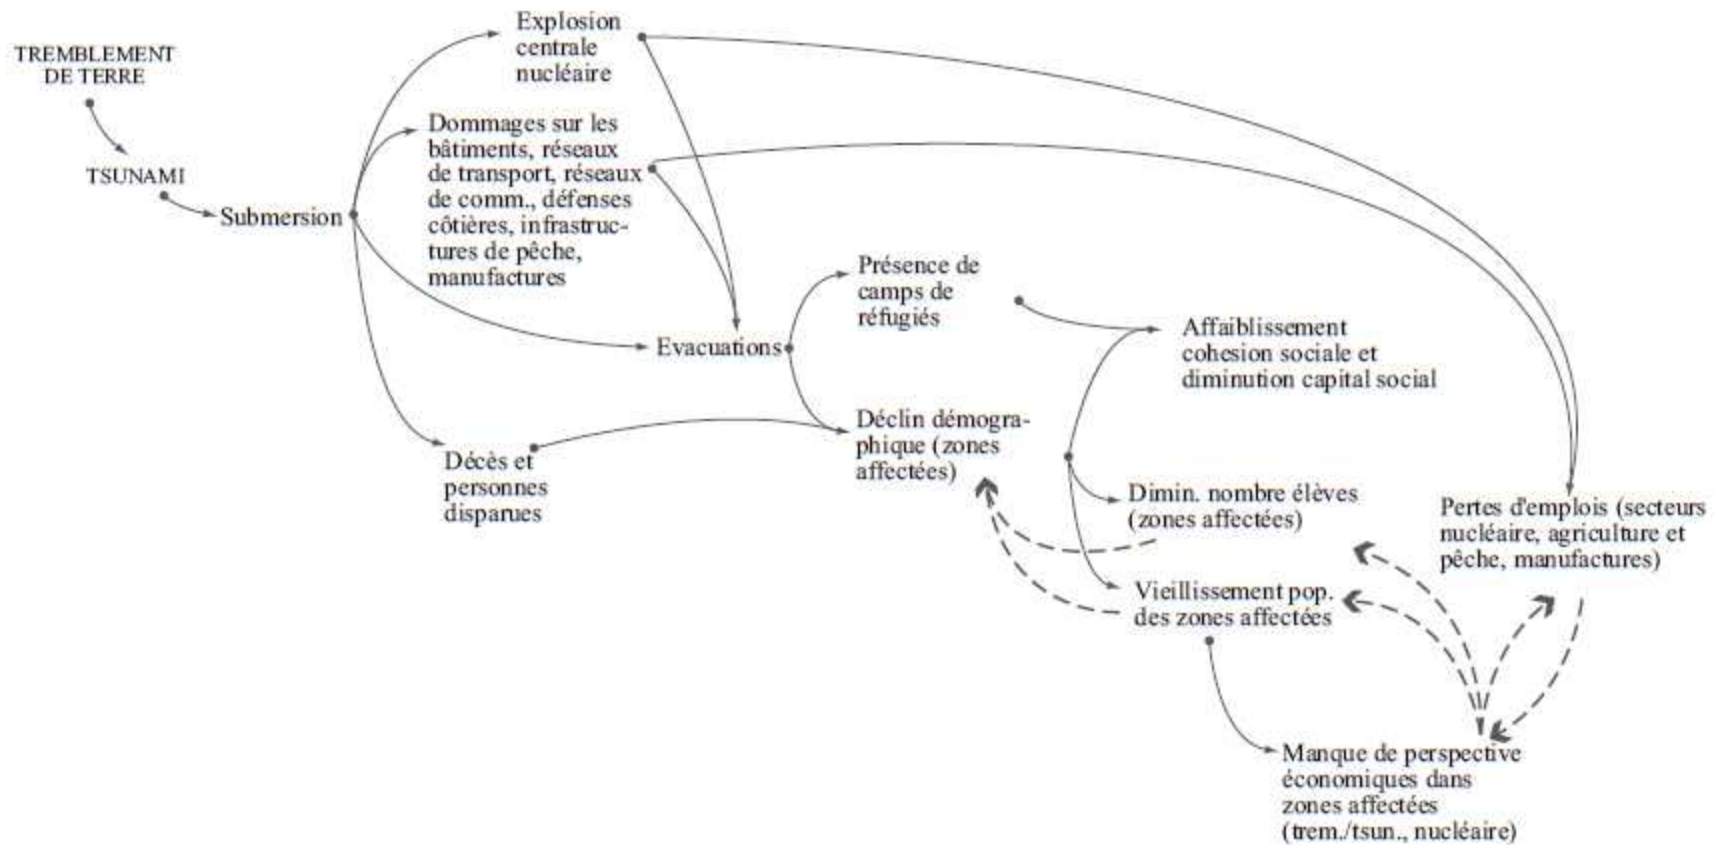 Explosion
centrale
nucléaire
TREMBLEMENT
DE TERRE
Dommages sur les
bâtiments, réseaux
de transport, réseaux
de comm., défenses
côtières, infrastruc-
tures de pêche,
manufactures
TSUNAMI
Submersion
Présence de
camps de
réfugiés
Evacuations
Affaiblissement
cohesion sociale et
diminution capital social
Déclin démogra-
phique (zones
affectées)
Décès et
personnes
disparues
Dimin. nombre élèves
(zones affectées)
Pertes d'emplois (secteurs
nucléaire, agriculture et
pêche, manufactures)
Vieillissement pop.
des zones affectées
Manque de perspective
économiques dans
zones affectées
(trem./tsun., nucléaire)